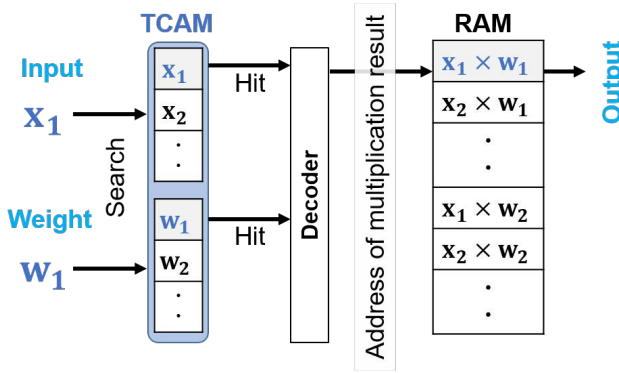 TCAM
RAM
Input
x₁
Search
Weight
w₁
x₁
x₂
⋮
w₁
w₂
⋮
Hit
Hit
Decoder
Address of multiplication result
x₁ × w₁
x₂ × w₁
⋮
x₁ × w₂
x₂ × w₂
⋮
Output